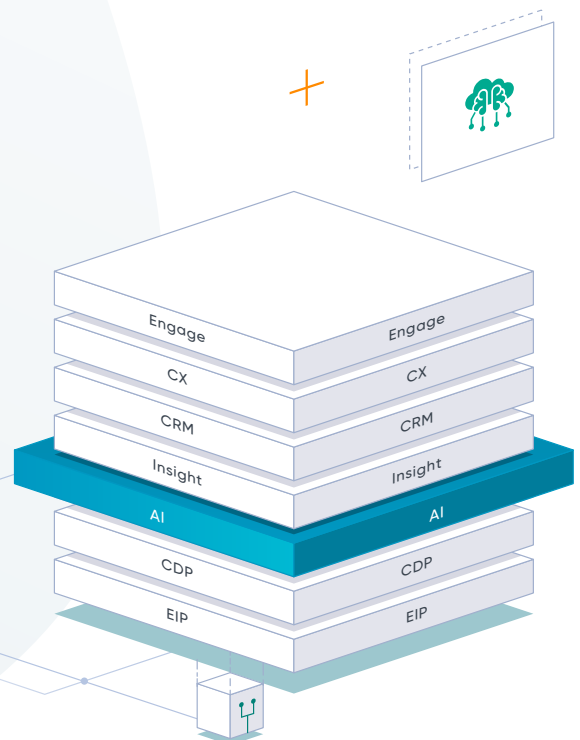 Engage Engage
CX CX
CRM CRM
Insight Insight
AI AI
CDP CDP
EIP EIP